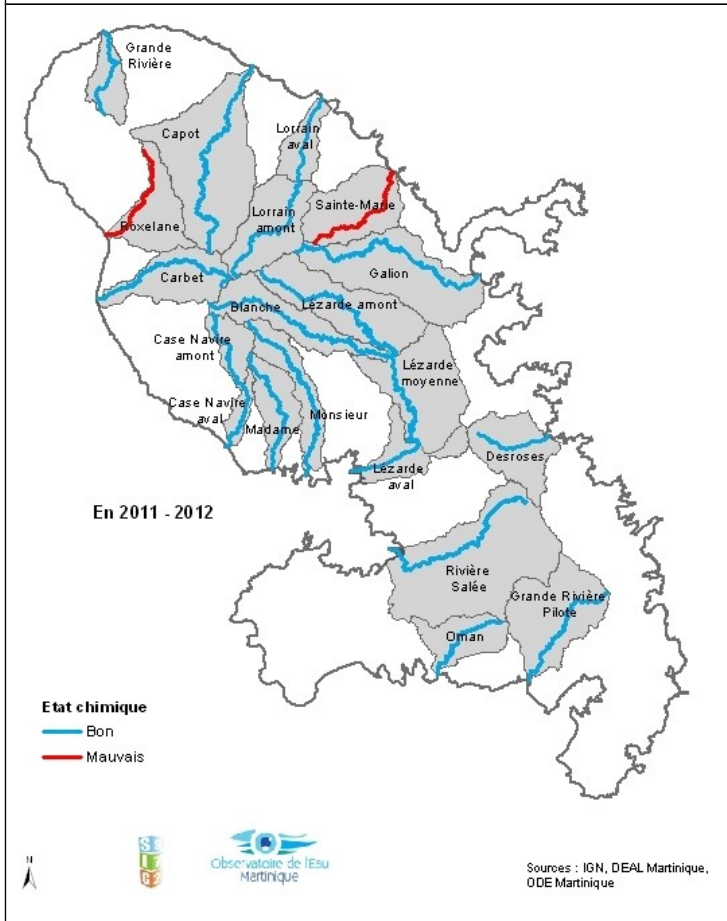 Grande
Rivière
Capot
Lorrain
aval
Sainte-Marie
Lorrain
amont
Roxelane
Galion
Carbet
Lézarde amont
Blanche
Case Navire
amont
Lézarde
moyenne
Case Navire
aval
Monsieur
Madame
Desroses
Lézarde
aval
En 2011 - 2012
Rivière
Salée
Grande Rivière
Pilote
Oman
Etat chimique
Bon
Mauvais
N
Observatoire de l'Eau
Martinique
Sources : IGN, DEAL Martinique,
ODE Martinique